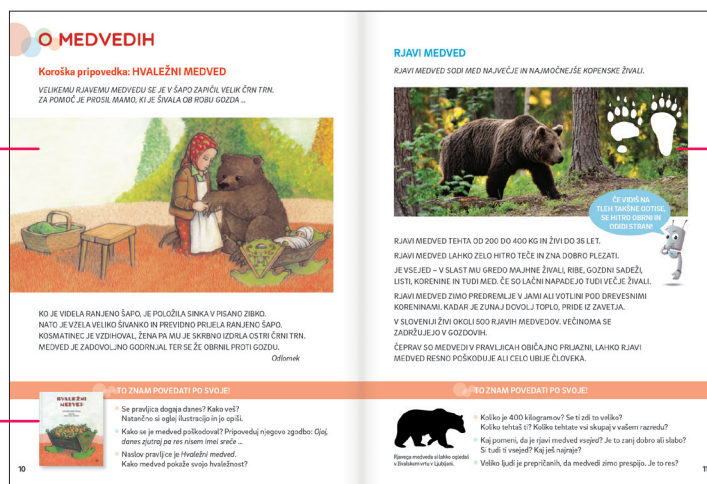 O MEDVEDIH
Koroška pripovedka: HVALEŽNI MEDVED
VELIKEMU RJAVEMU MEDVEDU SE JE V ŠAPO ZAPIČIL VELIK ČRN TRN.
ZA POMOČ JE PROSIL MAMO, KI JE ŠIVALA OB ROBU GOZDA ...
KO JE VIDELA RANJENO ŠAPO, JE POLOŽILA SINKA V PISANO ZIBKO.
NATO JE VZELA VELIKO ŠIVANKO IN PREVIDNO PRIJELA RANJENO ŠAPO.
KOSMATINEC JE VZDIHOVAL, ŽENA PA MU JE SKRBNO IZDRLA OSTRI ČRNI TRN.
MEDVED JE ZADOVOLJNO GODRNJAL TER SE ŽE OBRNIL PROTI GOZDU.
Odlomek
TO ZNAM POVEDATI PO SVOJE!
HVALEŽNI
MEDVED
Se pravljica dogaja danes? Kako veš?
Natančno si oglej ilustracijo in jo opiši.
Kako se je medved poškodoval? Pripoveduj njegovo zgodbo: Ojoj,
danes zjutraj pa res nisem imel sreče ...
Naslov pravljice je Hvaležni medved.
Kako medved pokaže svojo hvaležnost?
10
RJAVI MEDVED
RJAVI MEDVED SODI MED NAJVEČJE IN NAJMOČNEJŠE KOPENSKE ŽIVALI.
ČE VIDIŠ NA
TLEH TAKŠNE ODTISE,
SE HITRO OBRNI IN
ODIDI STRAN!
RJAVI MEDVED TEHTA OD 200 DO 400 KG IN ŽIVI DO 35 LET.
RJAVI MEDVED LAHKO ZELO HITRO TEČE IN ZNA DOBRO PLEZATI.
JE VSEJED – V SLAST MU GREDO MAJHNE ŽIVALI, RIBE, GOZDNI SADEŽI,
LISTI, KORENINE IN TUDI MED. ČE SO LAČNI NAPADEJO TUDI VEČJE ŽIVALI.
RJAVI MEDVED ZIMO PREDREMLJE V JAMI ALI VOTLINI POD DREVESNIMI
KORENINAMI. KADAR JE ZUNAJ DOVOLJ TOPLO, PRIDE IZ ZAVETJA.
V SLOVENIJI ŽIVI OKOLI 500 RJAVIH MEDVEDOV. VEČINOMA SE
ZADRŽUJEJO V GOZDOVIH.
ČEPRAV SO MEDVEDI V PRAVLJICAH OBIČAJNO PRIJAZNI, LAHKO RJAVI
MEDVED RESNO POŠKODUJE ALI CELO UBIJE ČLOVEKA.
TO ZNAM POVEDATI PO SVOJE!
Rjavega medveda si lahko ogledaš
v živalskem vrtu v Ljubljani.
Koliko je 400 kilogramov? Se ti zdi to veliko?
Koliko tehtaš ti? Koliko tehtate vsi skupaj v vašem razredu?
Kaj pomeni, da je rjavi medved vsejed? Je to zanj dobro ali slabo?
Si tudi ti vsejed? Kaj ješ najraje?
Veliko ljudi je prepričanih, da medvedi zimo prespijo. Je to res?